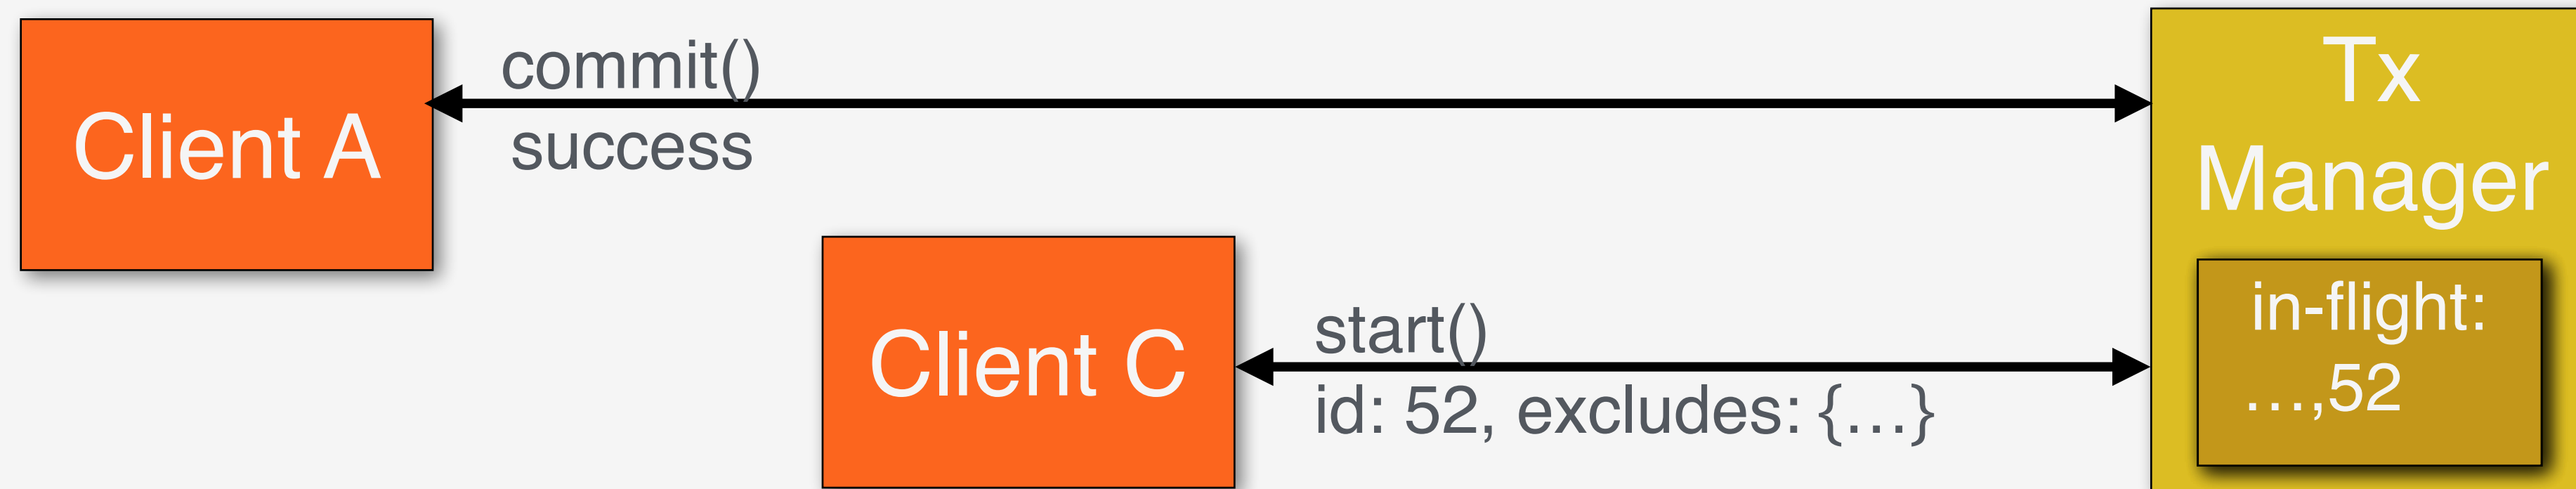 Client A
commit()
success
Client C
start()
id: 52, excludes: {…}
Tx
Manager
in-flight:
…,52